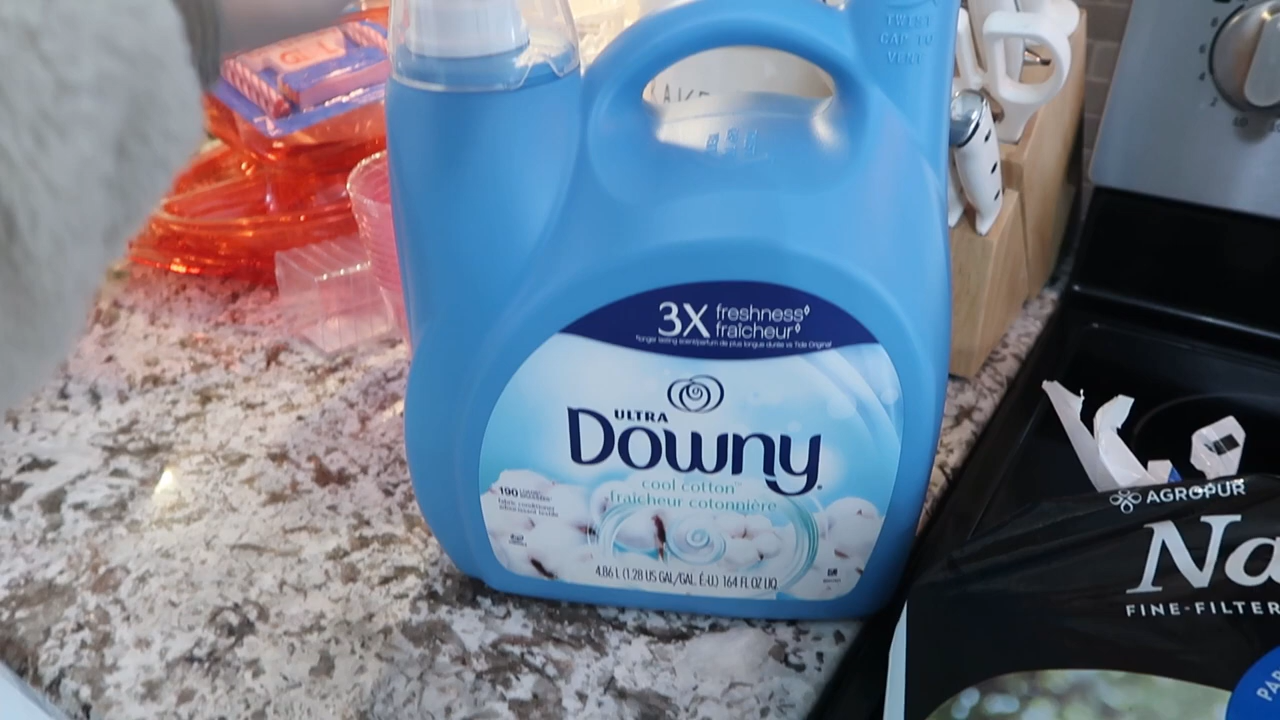 TWIST
CAP TO
VENT
3X freshness◊
fraîcheur◊
ULTRA
Downy
cool cotton™
fraîcheur cotonnière
190
4.86 L (1.28 US GAL/GAL. É-U.) 164 FL OZ LIQ
AGROPUR
Na
FINE-FILTER